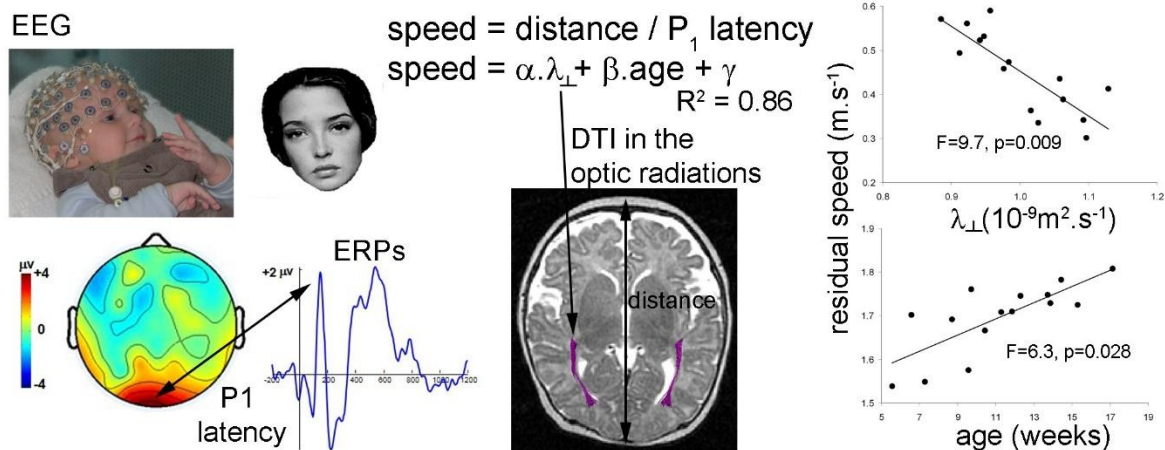 EEG
speed = distance / P₁ latency
speed = α.λ⊥+ β.age + γ
R² = 0.86
DTI in the
optic radiations
distance
μv
+4
0
-4
P1
latency
ERPs
+2 μv
-200
200
400
600
800
1000
1200
residual speed (m.s⁻¹)
0.6
0.5
0.4
0.3
0.2
F=9.7, p=0.009
0.8 0.9 1.0 1.1 1.2
λ⊥(10⁻⁹m².s⁻¹)
1.9
1.8
1.7
1.6
1.5
F=6.3, p=0.028
5 7 9 11 13 15 17 19
age (weeks)